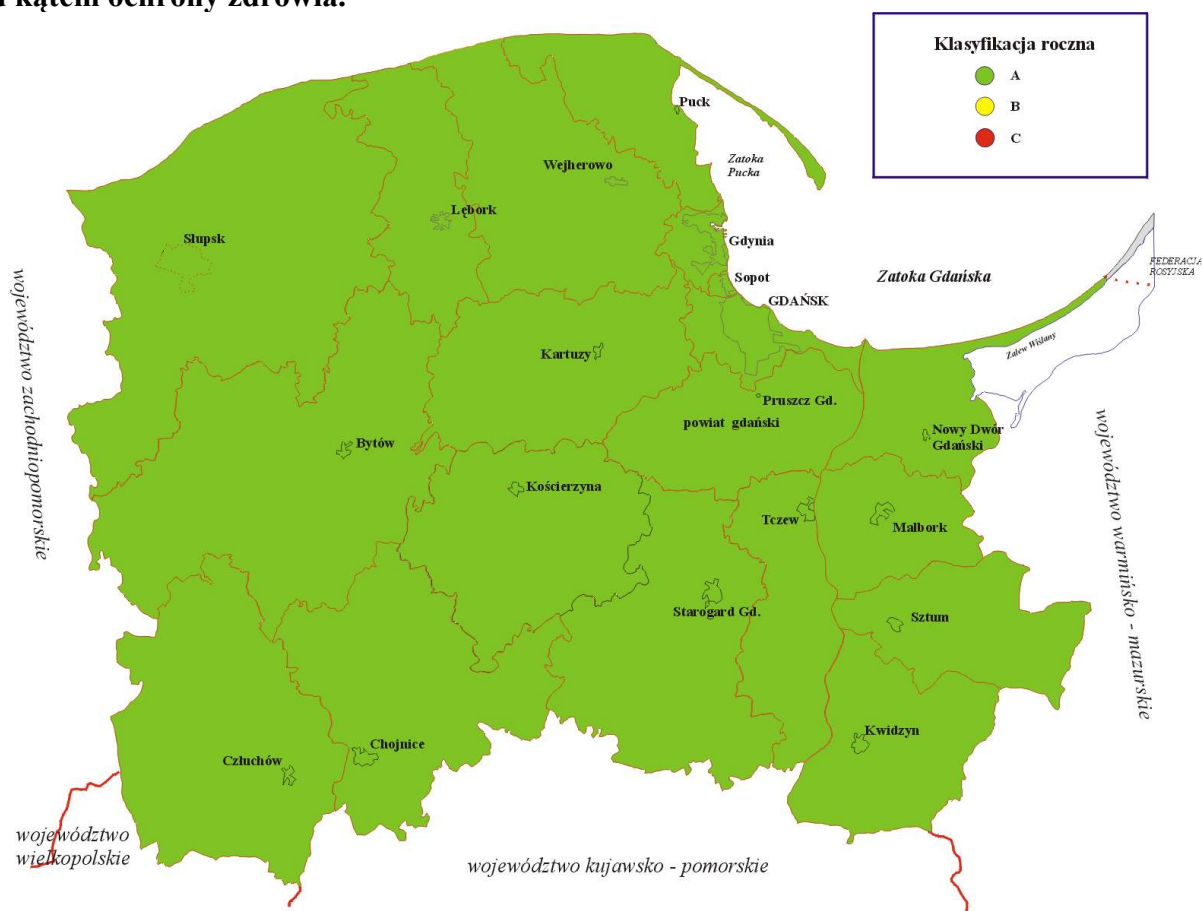 kątem ochrony zdrowia.
Klasyfikacja roczna
A
B
C
Puck
Zatoka
Pucka
Wejherowo
Lębork
Słupsk
Gdynia
Sopot
GDAŃSK
Zatoka Gdańska
FEDERACJA
ROSYJSKA
Zalew Wiślany
województwo zachodniopomorskie
Kartuzy
Pruszcz Gd.
powiat gdański
Nowy Dwór
Gdański
Bytów
Kościerzyna
Tczew
Malbork
województwo warmińsko - mazurskie
Starogard Gd.
Sztum
Kwidzyn
Chojnice
Człuchów
województwo
wielkopolskie
województwo kujawsko - pomorskie